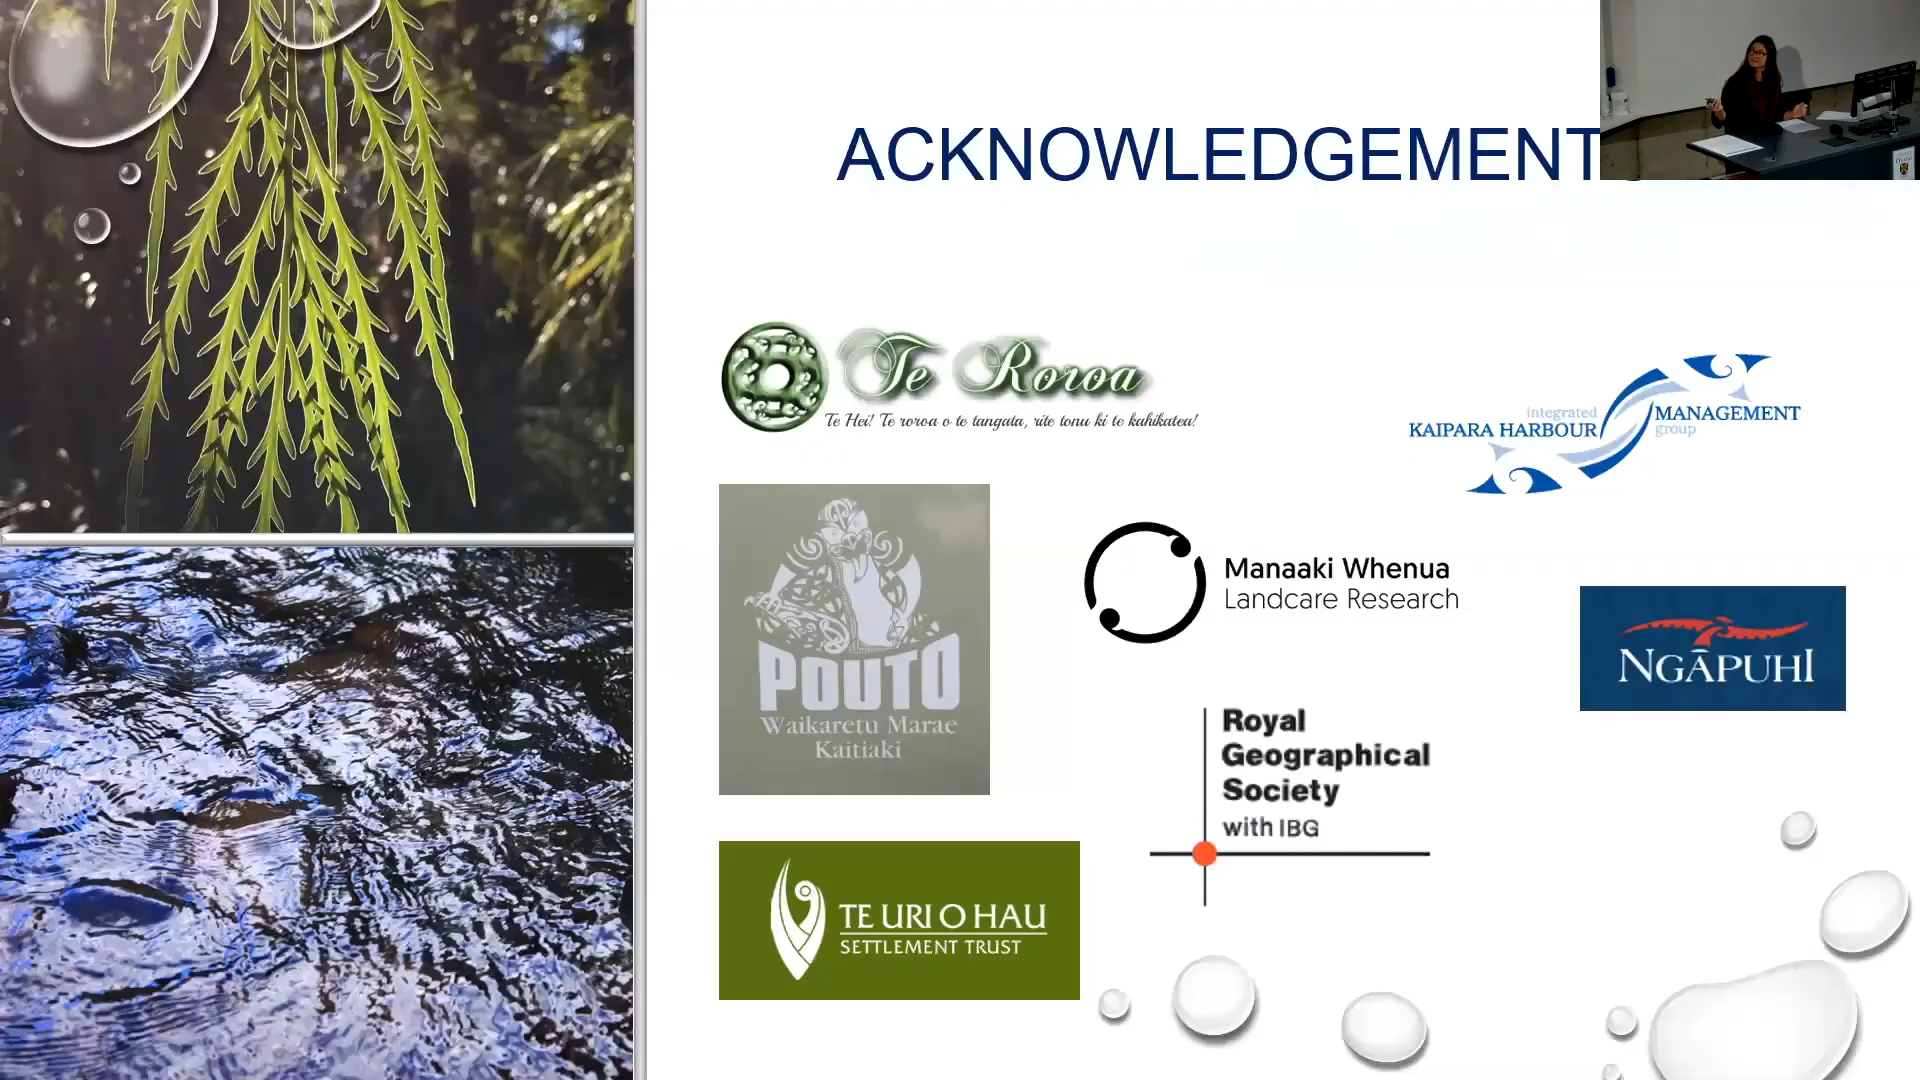 ACKNOWLEDGEMENT
Te Roroa
Te Hei! Te roroa o te tangata, rite tonu ki te kahikatea!
integrated
KAIPARA HARBOUR
MANAGEMENT
group
POUTO
Waikaretu Marae
Kaitiaki
Manaaki Whenua
Landcare Research
NGĀPUHI
Royal
Geographical
Society
with IBG
TE URI O HAU
SETTLEMENT TRUST